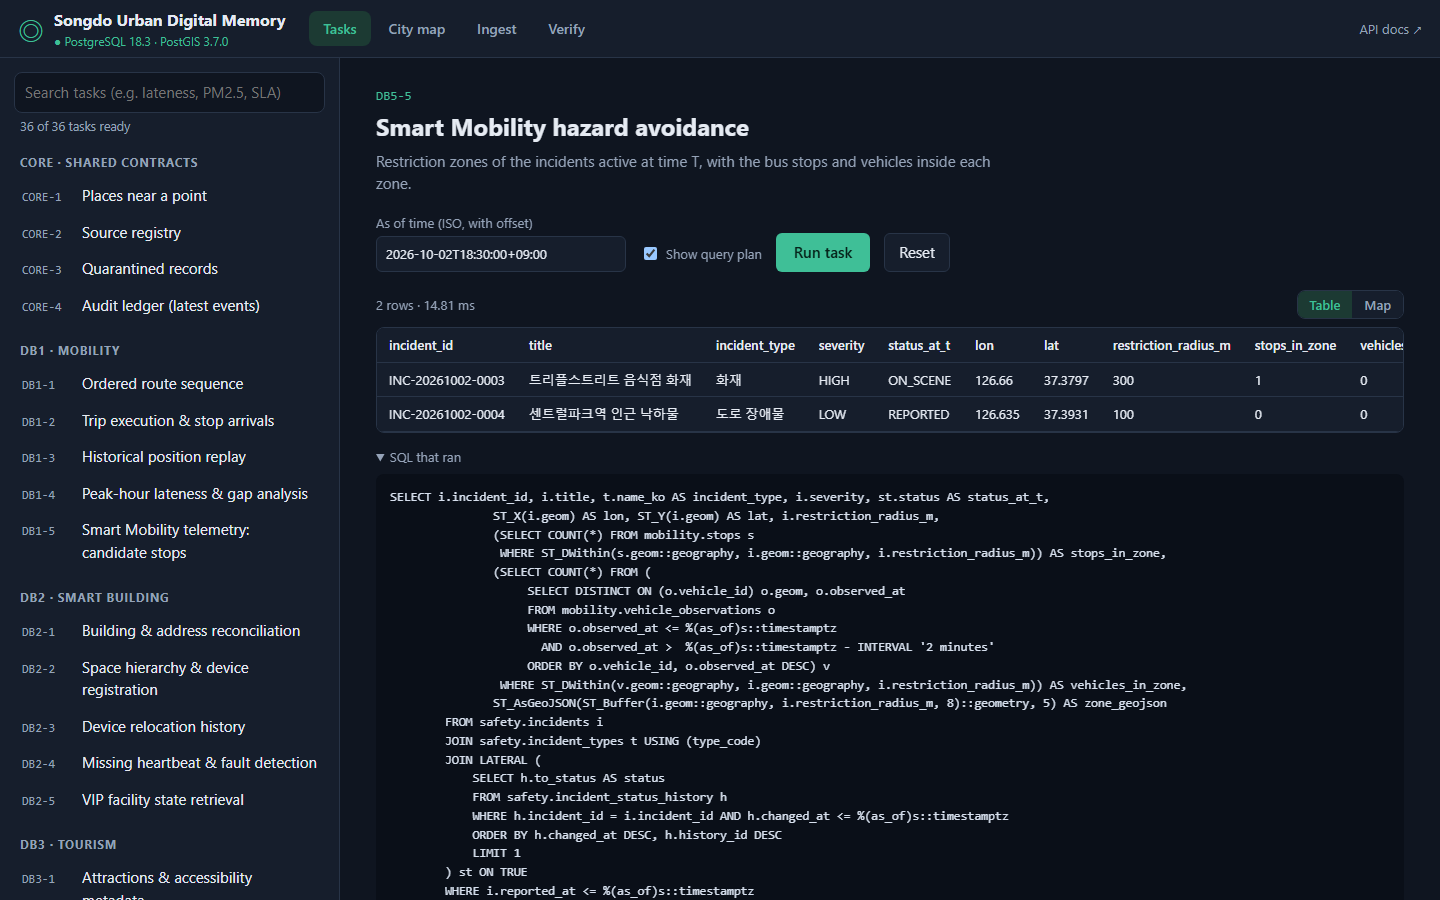 Songdo Urban Digital Memory
● PostgreSQL 18.3 · PostGIS 3.7.0
Tasks
City map
Ingest
Verify
API docs ↗
Search tasks (e.g. lateness, PM2.5, SLA)
36 of 36 tasks ready
CORE · SHARED CONTRACTS
CORE-1 Places near a point
CORE-2 Source registry
CORE-3 Quarantined records
CORE-4 Audit ledger (latest events)
DB1 · MOBILITY
DB1-1 Ordered route sequence
DB1-2 Trip execution & stop arrivals
DB1-3 Historical position replay
DB1-4 Peak-hour lateness & gap analysis
DB1-5 Smart Mobility telemetry:
candidate stops
DB2 · SMART BUILDING
DB2-1 Building & address reconciliation
DB2-2 Space hierarchy & device
registration
DB2-3 Device relocation history
DB2-4 Missing heartbeat & fault detection
DB2-5 VIP facility state retrieval
DB3 · TOURISM
DB3-1 Attractions & accessibility
metadata
DB5-5
Smart Mobility hazard avoidance
Restriction zones of the incidents active at time T, with the bus stops and vehicles inside each
zone.
As of time (ISO, with offset)
2026-10-02T18:30:00+09:00
Show query plan
Run task
Reset
2 rows · 14.81 ms
Table
Map
incident_id title incident_type severity status_at_t lon lat restriction_radius_m stops_in_zone vehicles
INC-20261002-0003 트리플스트리트 음식점 화재 화재 HIGH ON_SCENE 126.66 37.3797 300 1 0
INC-20261002-0004 센트럴파크역 인근 낙하물 도로 장애물 LOW REPORTED 126.635 37.3931 100 0 0
▼ SQL that ran
SELECT i.incident_id, i.title, t.name_ko AS incident_type, i.severity, st.status AS status_at_t,
ST_X(i.geom) AS lon, ST_Y(i.geom) AS lat, i.restriction_radius_m,
(SELECT COUNT(*) FROM mobility.stops s
WHERE ST_DWithin(s.geom::geography, i.geom::geography, i.restriction_radius_m)) AS stops_in_zone,
(SELECT COUNT(*) FROM (
SELECT DISTINCT ON (o.vehicle_id) o.geom, o.observed_at
FROM mobility.vehicle_observations o
WHERE o.observed_at <= %(as_of)s::timestamptz
AND o.observed_at > %(as_of)s::timestamptz - INTERVAL '2 minutes'
ORDER BY o.vehicle_id, o.observed_at DESC) v
WHERE ST_DWithin(v.geom::geography, i.geom::geography, i.restriction_radius_m)) AS vehicles_in_zone,
ST_AsGeoJSON(ST_Buffer(i.geom::geography, i.restriction_radius_m, 8)::geometry, 5) AS zone_geojson
FROM safety.incidents i
JOIN safety.incident_types t USING (type_code)
JOIN LATERAL (
SELECT h.to_status AS status
FROM safety.incident_status_history h
WHERE h.incident_id = i.incident_id AND h.changed_at <= %(as_of)s::timestamptz
ORDER BY h.changed_at DESC, h.history_id DESC
LIMIT 1
) st ON TRUE
WHERE i.reported_at <= %(as_of)s::timestamptz